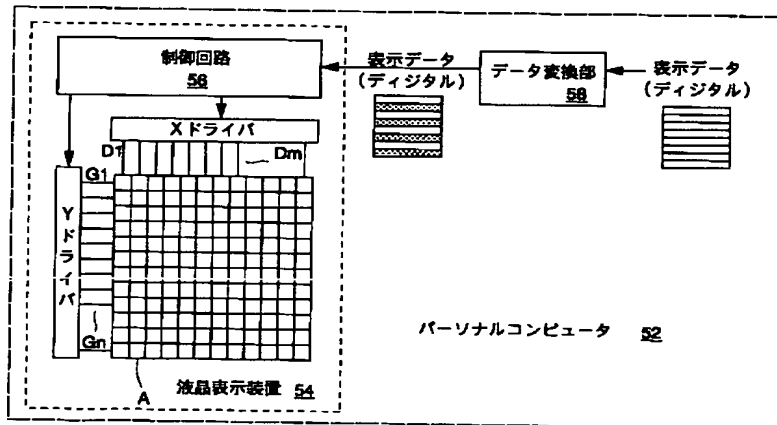 制御回路
56
表示データ
(ディジタル)
データ変換部
58
表示データ
(ディジタル)
Xドライバ
D1
Dm
G1
Yドライバ
Gn
A
液晶表示装置 54
パーソナルコンピュータ 52